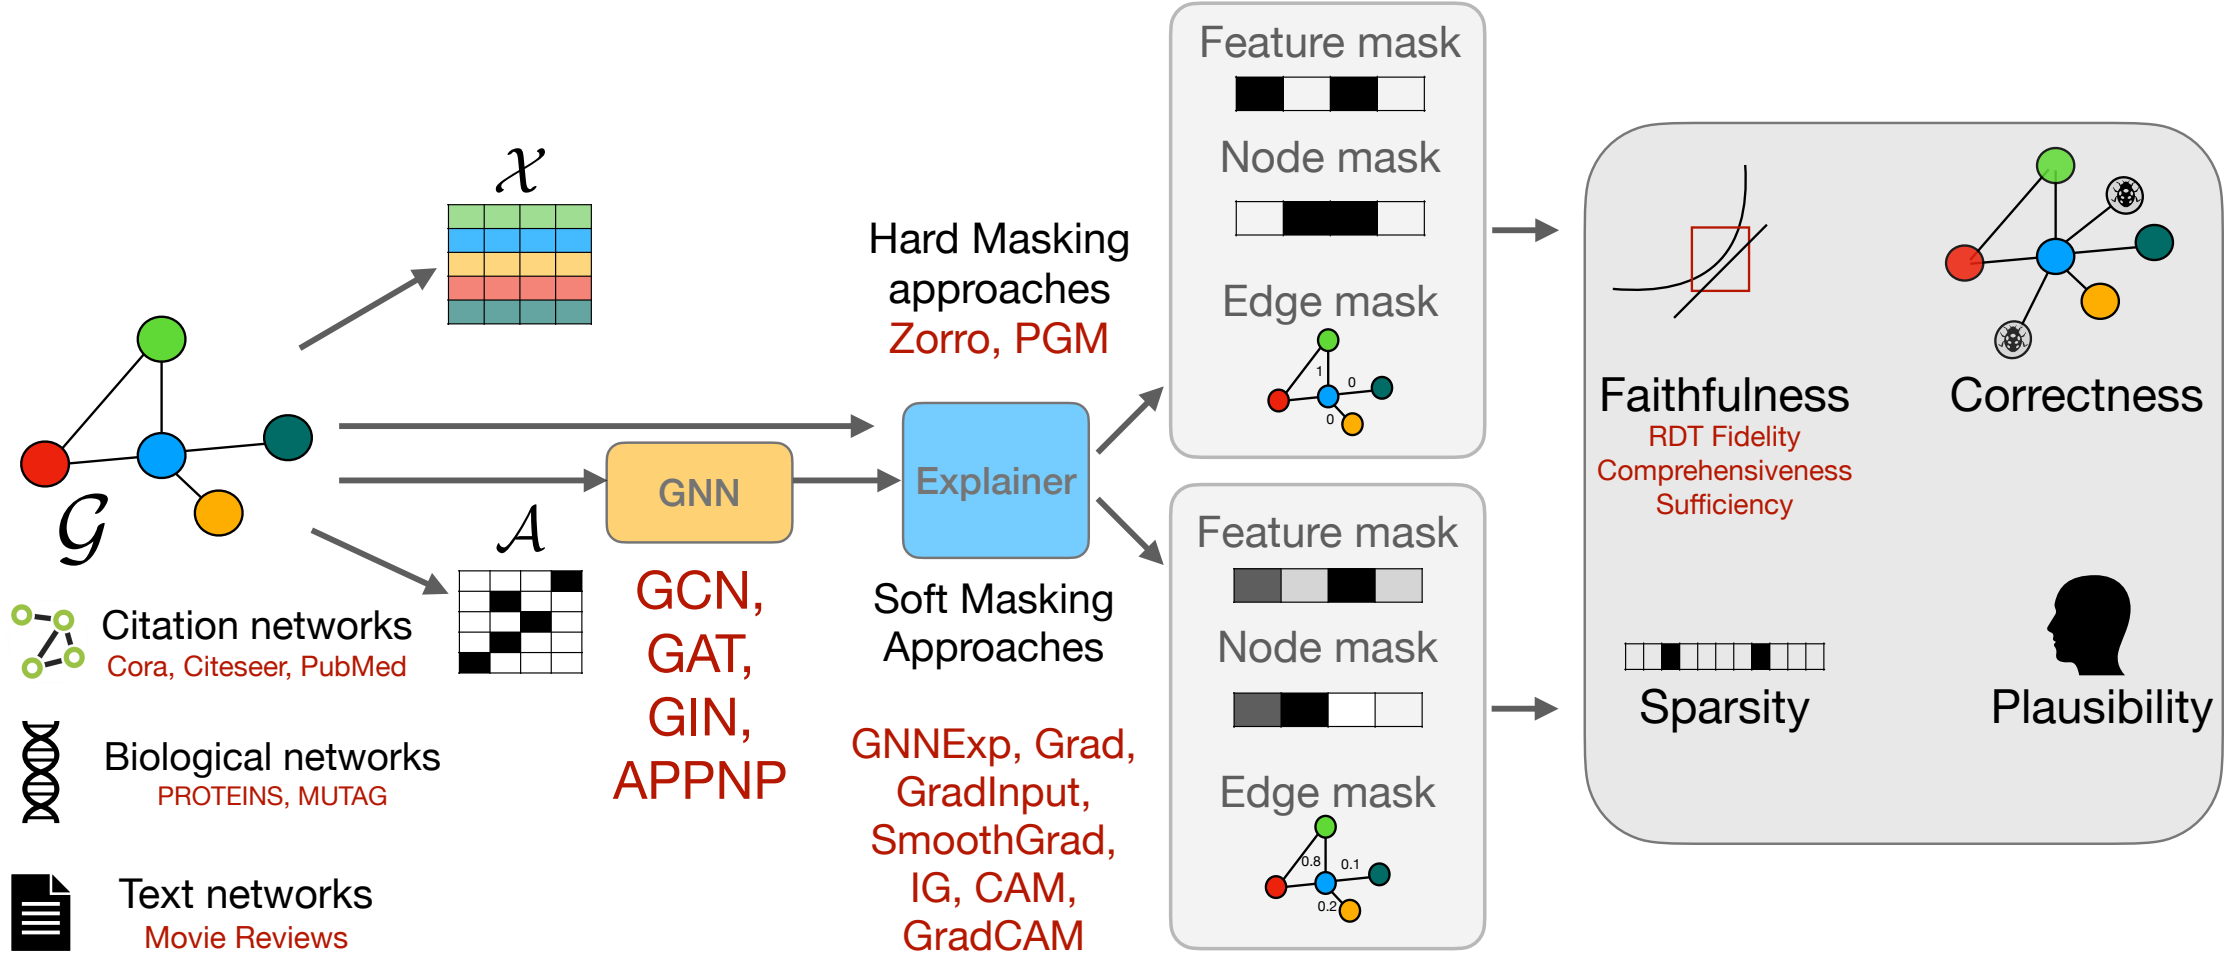 𝒢
Citation networks
Cora, Citeseer, PubMed
Biological networks
PROTEINS, MUTAG
Text networks
Movie Reviews
𝒳
𝒜
GNN
GCN,
GAT,
GIN,
APPNP
Hard Masking
approaches
Zorro, PGM
Explainer
Soft Masking
Approaches
GNNExp, Grad,
GradInput,
SmoothGrad,
IG, CAM,
GradCAM
Feature mask
Node mask
Edge mask
1
0
0
Feature mask
Node mask
Edge mask
0.8
0.1
0.2
Faithfulness
RDT Fidelity
Comprehensiveness
Sufficiency
Correctness
Sparsity
Plausibility